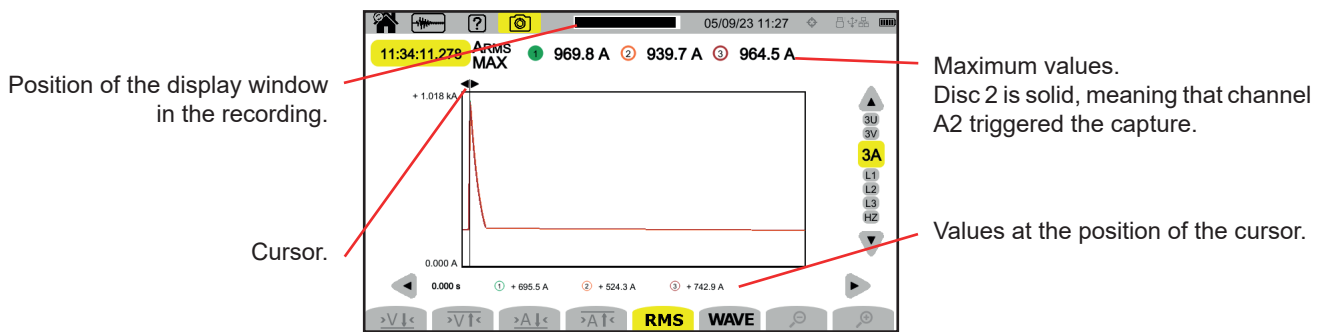 ?
05/09/23 11:27
11:34:11.278
ARMS
MAX
1 969.8 A 2 939.7 A 3 964.5 A
Position of the display window
in the recording.
Maximum values.
Disc 2 is solid, meaning that channel
A2 triggered the capture.
+ 1.018 kA
3U
3V
3A
L1
L2
L3
HZ
Values at the position of the cursor.
Cursor.
0.000 A
0.000 s 1 + 695.5 A 2 + 524.3 A 3 + 742.9 A
>V↓< >V↑< >A↓< >A↑< RMS WAVE